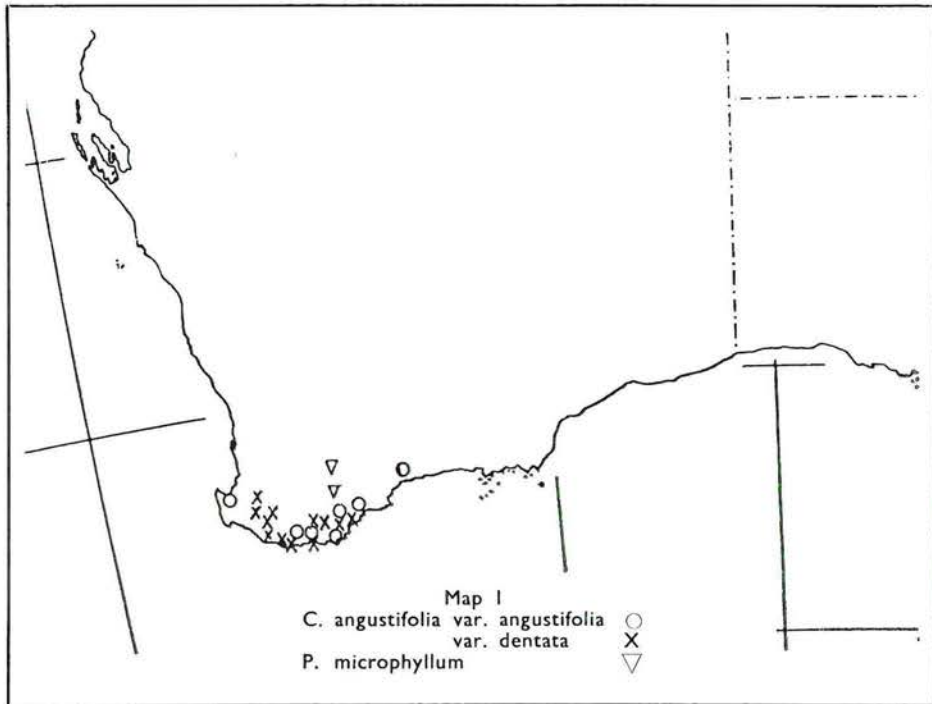 Map 1
C. angustifolia var. angustifolia
var. dentata
P. microphyllum